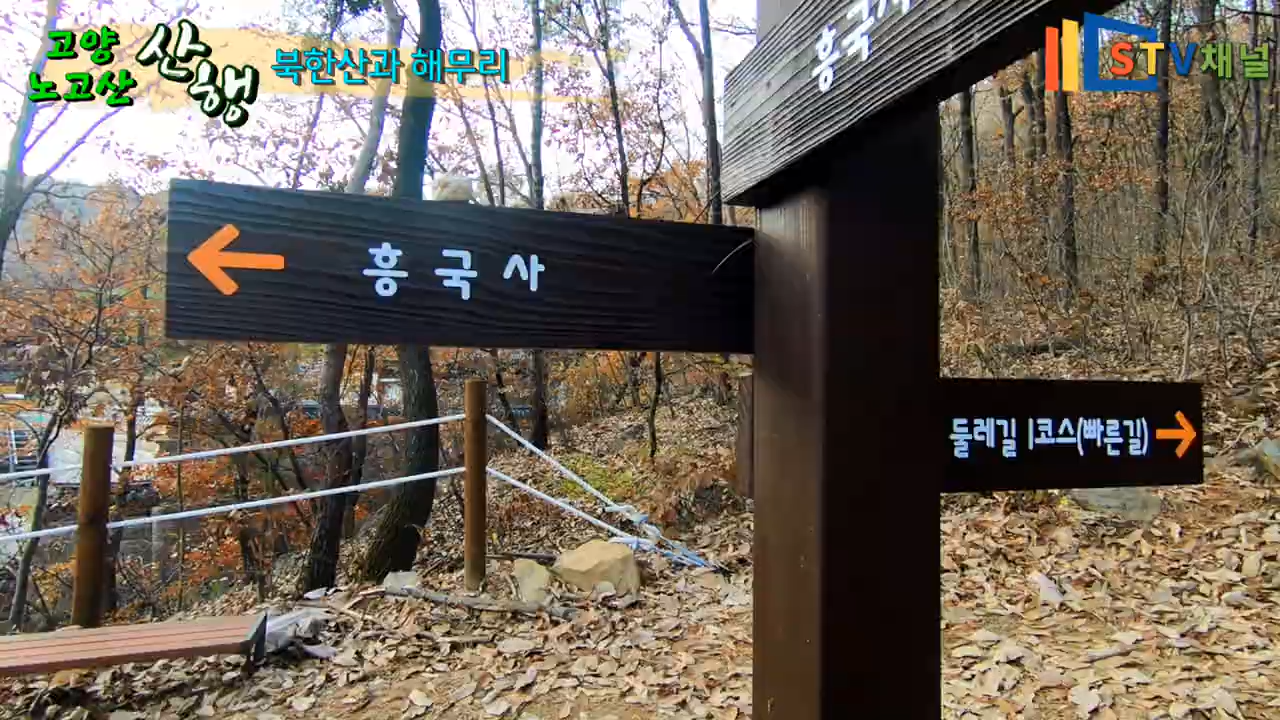 고양
노고산
산행
북한산과 해무리
STV채널
흥국사
흥 국 사
둘레길 I코스(빠른길)